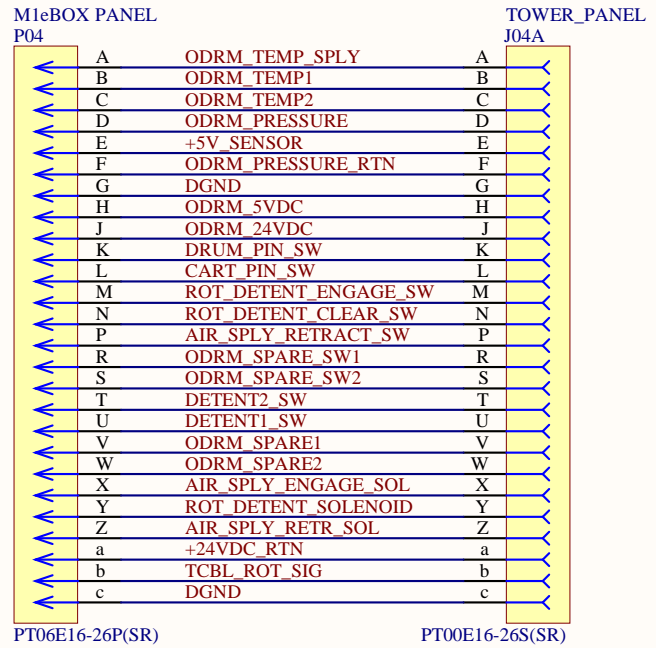 M1eBOX PANEL TOWER_PANEL
P04 J04A
A ODRM_TEMP_SPLY A
B ODRM_TEMP1 B
C ODRM_TEMP2 C
D ODRM_PRESSURE D
E +5V_SENSOR E
F ODRM_PRESSURE_RTN F
G DGND G
H ODRM_5VDC H
J ODRM_24VDC J
K DRUM_PIN_SW K
L CART_PIN_SW L
M ROT_DETENT_ENGAGE_SW M
N ROT_DETENT_CLEAR_SW N
P AIR_SPLY_RETRACT_SW P
R ODRM_SPARE_SW1 R
S ODRM_SPARE_SW2 S
T DETENT2_SW T
U DETENT1_SW U
V ODRM_SPARE1 V
W ODRM_SPARE2 W
X AIR_SPLY_ENGAGE_SOL X
Y ROT_DETENT_SOLENOID Y
Z AIR_SPLY_RETR_SOL Z
a +24VDC_RTN a
b TCBL_ROT_SIG b
c DGND c
PT06E16-26P(SR) PT00E16-26S(SR)